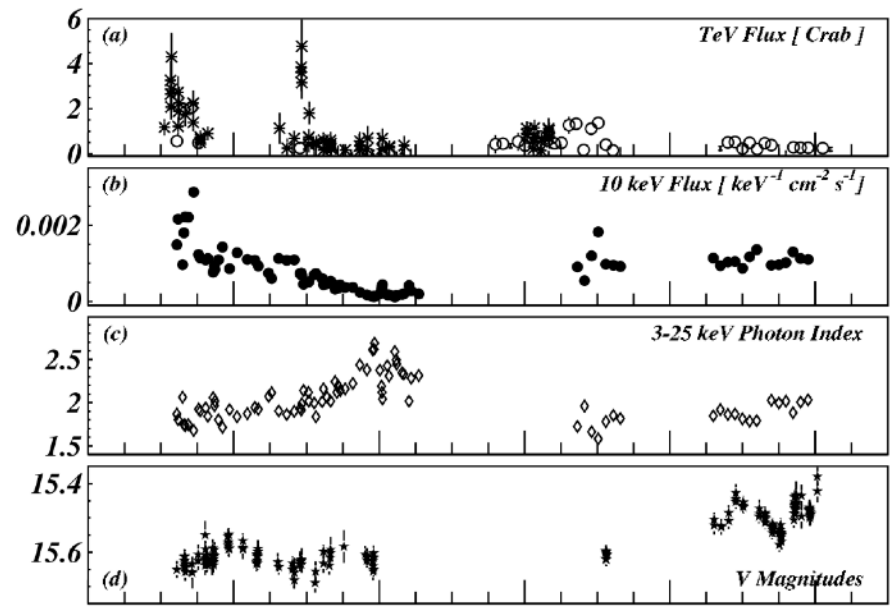 6
(a) TeV Flux [ Crab ]
4
2
0
(b) 10 keV Flux [ keV⁻¹ cm⁻² s⁻¹ ]
0.002
0
(c) 3-25 keV Photon Index
2.5
2
1.5
15.4
15.6
(d) V Magnitudes